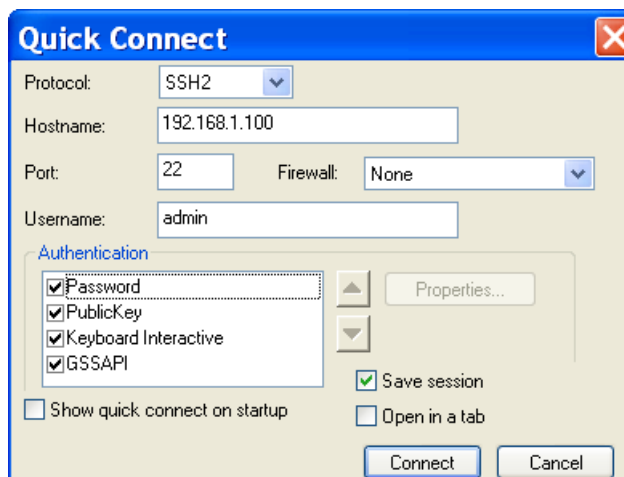 Quick Connect
Protocol: SSH2
Hostname: 192.168.1.100
Port: 22 Firewall: None
Username: admin
Authentication
Password
PublicKey
Keyboard Interactive
GSSAPI
Properties...
Save session
Show quick connect on startup
Open in a tab
Connect Cancel